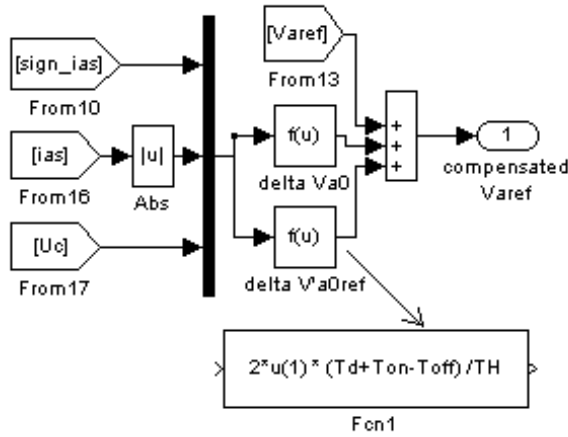 [sign_ias]
From10
[ias]
From16
|u|
Abs
[Uc]
From17
[Varef]
From13
f(u)
delta Va0
f(u)
delta V'a0ref
+
+
+
1
compensated
Varef
2*u(1) * (Td+Ton-Toff) /TH
Fcn1